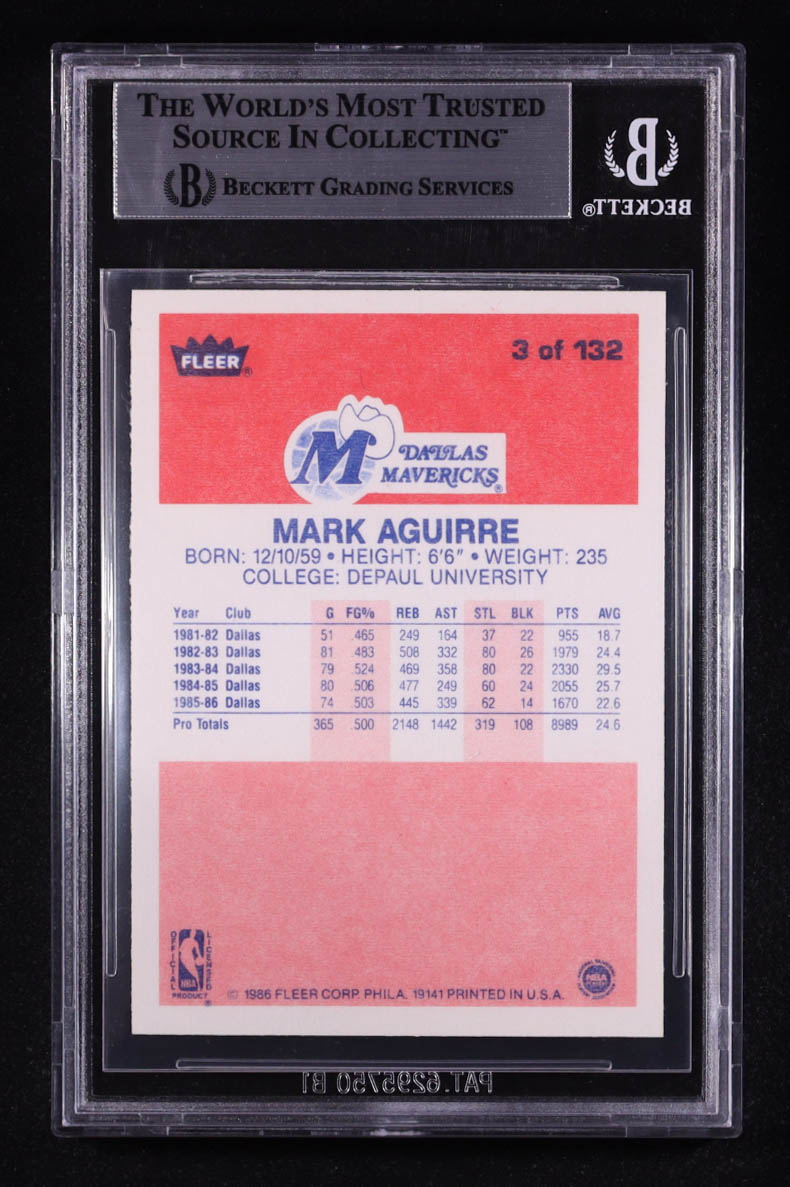 THE WORLD'S MOST TRUSTED
SOURCE IN COLLECTING™
B BECKETT GRADING SERVICES
B
BECKETT®
FLEER®
3 of 132
M DALLAS
MAVERICKS®
MARK AGUIRRE
BORN: 12/10/59 • HEIGHT: 6'6" • WEIGHT: 235
COLLEGE: DEPAUL UNIVERSITY
Year Club G FG% REB AST STL BLK PTS AVG
1981-82 Dallas 51 .465 249 164 37 22 955 18.7
1982-83 Dallas 81 .483 508 332 80 26 1979 24.4
1983-84 Dallas 79 .524 469 358 80 22 2330 29.5
1984-85 Dallas 80 .506 477 249 60 24 2055 25.7
1985-86 Dallas 74 .503 445 339 62 14 1670 22.6
Pro Totals 365 .500 2148 1442 319 108 8989 24.6
OFFICIAL
LICENSED
NBA
PRODUCT®
© 1986 FLEER CORP. PHILA. 19141 PRINTED IN U.S.A.
NBA
PAT.6295750 B1